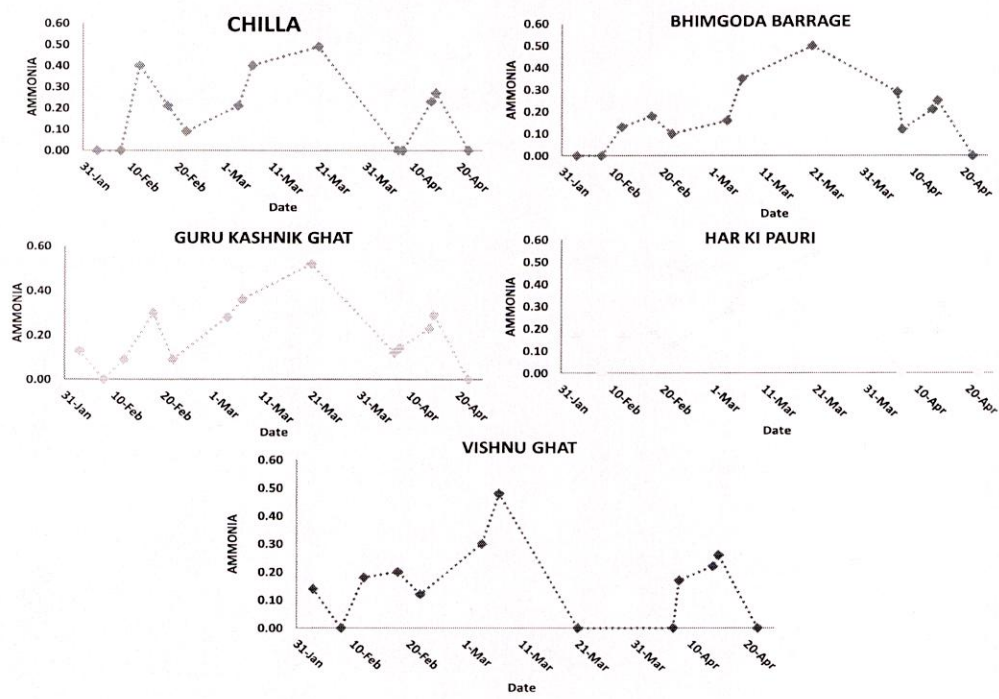 CHILLA
0.60
0.50
0.40
0.30
0.20
0.10
0.00
AMMONIA
31-Jan
10-Feb
20-Feb
1-Mar
11-Mar
21-Mar
31-Mar
10-Apr
20-Apr
Date
BHIMGODA BARRAGE
0.60
0.50
0.40
0.30
0.20
0.10
0.00
AMMONIA
31-Jan
10-Feb
20-Feb
1-Mar
11-Mar
21-Mar
31-Mar
10-Apr
20-Apr
Date
GURU KASHNIK GHAT
0.60
0.40
0.20
0.00
AMMONIA
31-Jan
10-Feb
20-Feb
1-Mar
11-Mar
21-Mar
31-Mar
10-Apr
20-Apr
Date
HAR KI PAURI
0.60
0.50
0.40
0.30
0.20
0.10
0.00
AMMONIA
31-Jan
10-Feb
20-Feb
1-Mar
11-Mar
21-Mar
31-Mar
10-Apr
20-Apr
Date
VISHNU GHAT
0.60
0.50
0.40
0.30
0.20
0.10
0.00
AMMONIA
31-Jan
10-Feb
20-Feb
1-Mar
11-Mar
21-Mar
31-Mar
10-Apr
20-Apr
Date